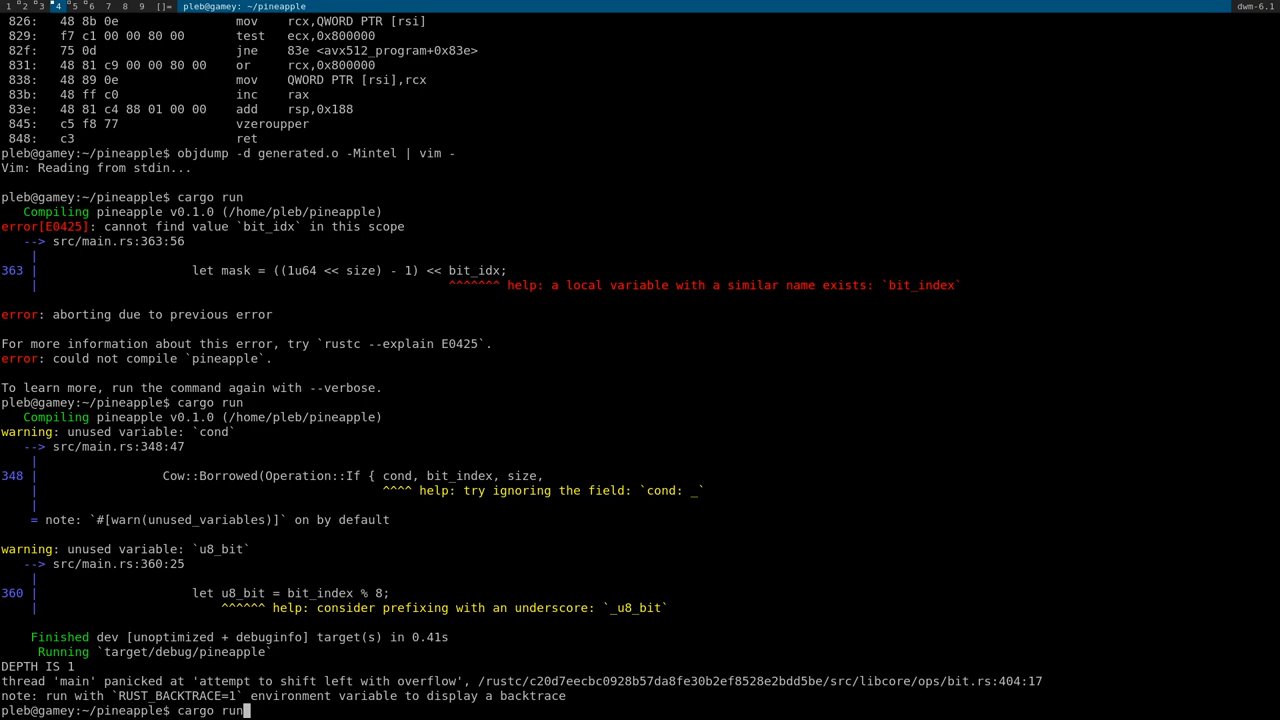 1 2 3 4 5 6 7 8 9 []= pleb@gamey: ~/pineapple dwm-6.1
826: 48 8b 0e mov rcx,QWORD PTR [rsi]
829: f7 c1 00 00 80 00 test ecx,0x800000
82f: 75 0d jne 83e <avx512_program+0x83e>
831: 48 81 c9 00 00 80 00 or rcx,0x800000
838: 48 89 0e mov QWORD PTR [rsi],rcx
83b: 48 ff c0 inc rax
83e: 48 81 c4 88 01 00 00 add rsp,0x188
845: c5 f8 77 vzeroupper
848: c3 ret
pleb@gamey:~/pineapple$ objdump -d generated.o -Mintel | vim -
Vim: Reading from stdin...
pleb@gamey:~/pineapple$ cargo run
Compiling pineapple v0.1.0 (/home/pleb/pineapple)
error[E0425]: cannot find value `bit_idx` in this scope
--> src/main.rs:363:56
|
363 | let mask = ((1u64 << size) - 1) << bit_idx;
| ^^^^^^^ help: a local variable with a similar name exists: `bit_index`
error: aborting due to previous error
For more information about this error, try `rustc --explain E0425`.
error: could not compile `pineapple`.
To learn more, run the command again with --verbose.
pleb@gamey:~/pineapple$ cargo run
Compiling pineapple v0.1.0 (/home/pleb/pineapple)
warning: unused variable: `cond`
--> src/main.rs:348:47
|
348 | Cow::Borrowed(Operation::If { cond, bit_index, size,
| ^^^^ help: try ignoring the field: `cond: _`
|
= note: `#[warn(unused_variables)]` on by default
warning: unused variable: `u8_bit`
--> src/main.rs:360:25
|
360 | let u8_bit = bit_index % 8;
| ^^^^^^ help: consider prefixing with an underscore: `_u8_bit`
Finished dev [unoptimized + debuginfo] target(s) in 0.41s
Running `target/debug/pineapple`
DEPTH IS 1
thread 'main' panicked at 'attempt to shift left with overflow', /rustc/c20d7eecbc0928b57da8fe30b2ef8528e2bdd5be/src/libcore/ops/bit.rs:404:17
note: run with `RUST_BACKTRACE=1` environment variable to display a backtrace
pleb@gamey:~/pineapple$ cargo run